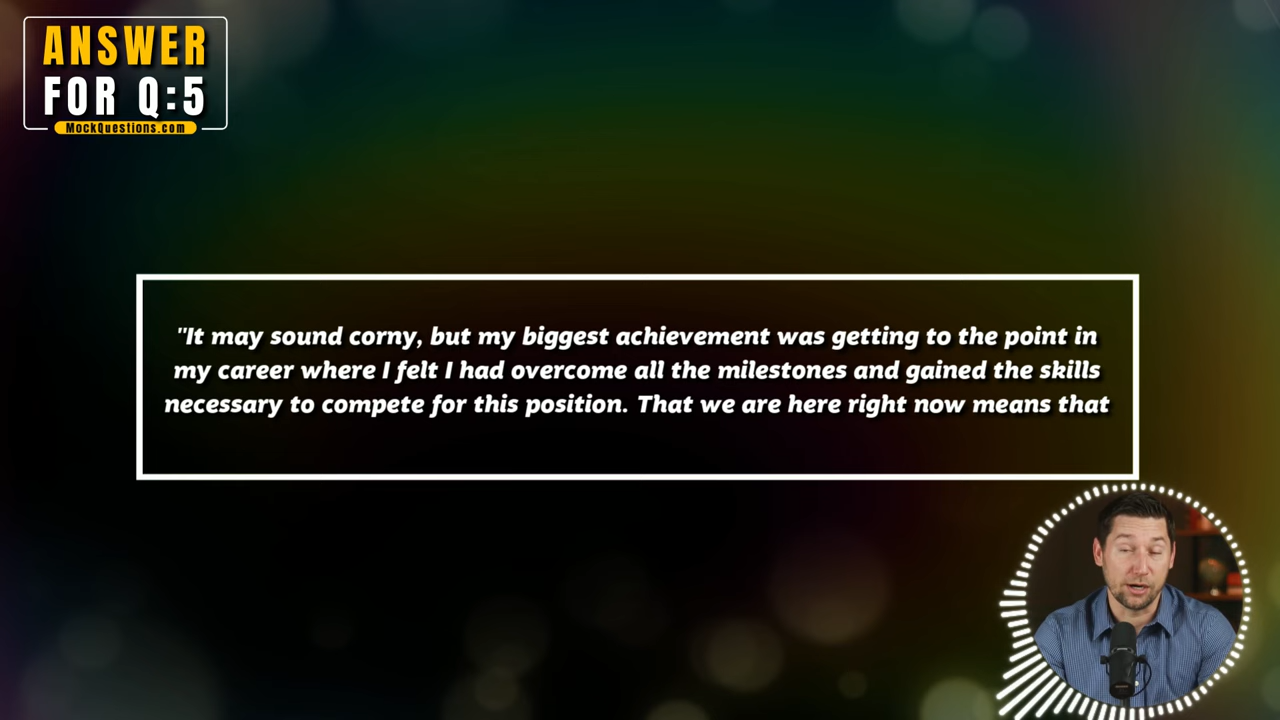 ANSWER
FOR Q:5
MockQuestions.com
"It may sound corny, but my biggest achievement was getting to the point in
my career where I felt I had overcome all the milestones and gained the skills
necessary to compete for this position. That we are here right now means that